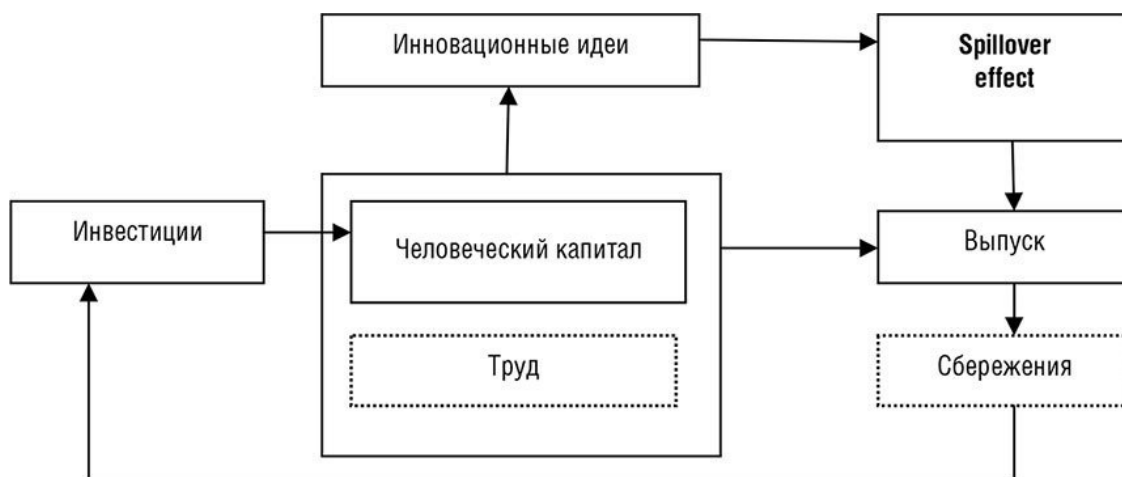 Инновационные идеи
Spillover
effect
Инвестиции
Человеческий капитал
Выпуск
Труд
Сбережения